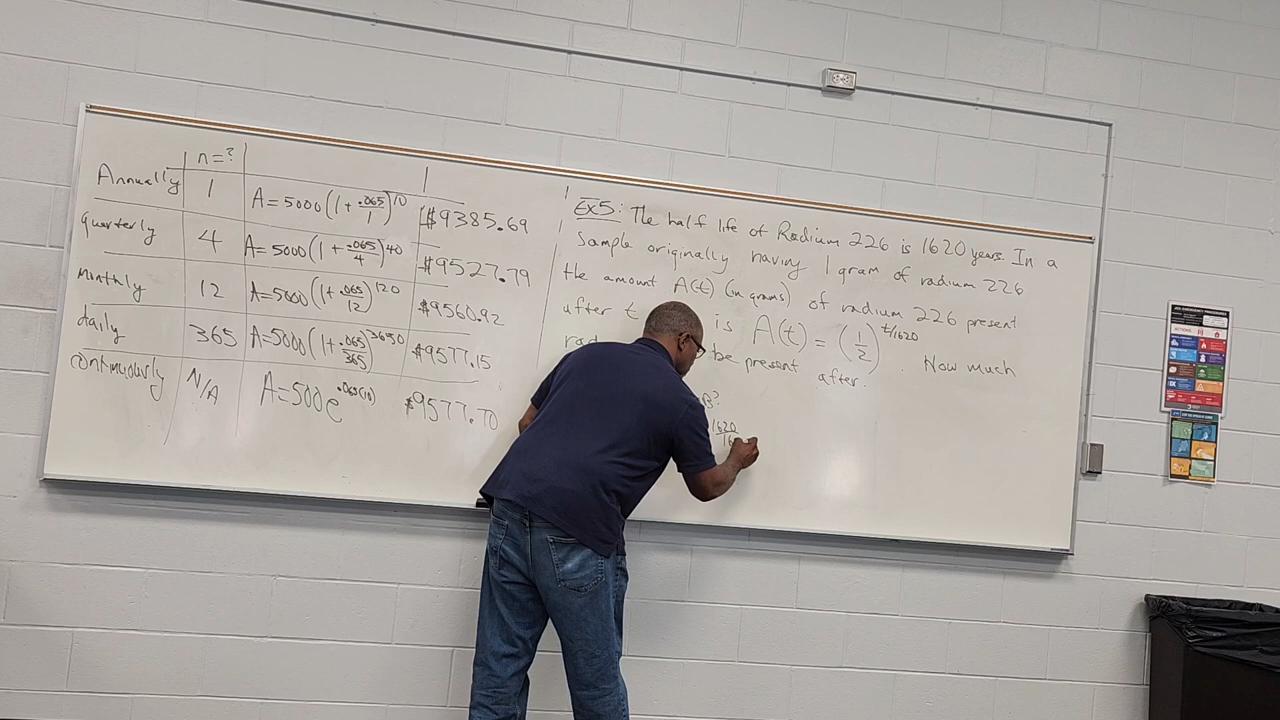 n=?
Annually 1 A=5000(1+.065/1)^10 $9385.69
quarterly 4 A=5000(1+.065/4)^40 $9527.79
Monthly 12 A=5000(1+.065/12)^120 $9560.92
daily 365 A=5000(1+.065/365)^3650 $9577.15
continuously N/A A=500e^.065(10) $9577.70
Ex5: The half life of Radium 226 is 1620 years. In a
Sample originally having 1 gram of radium 226
the amount A(t) (in grams) of radium 226 present
after t is A(t) = (1/2)^t/1620. Now much
be present after:
1620